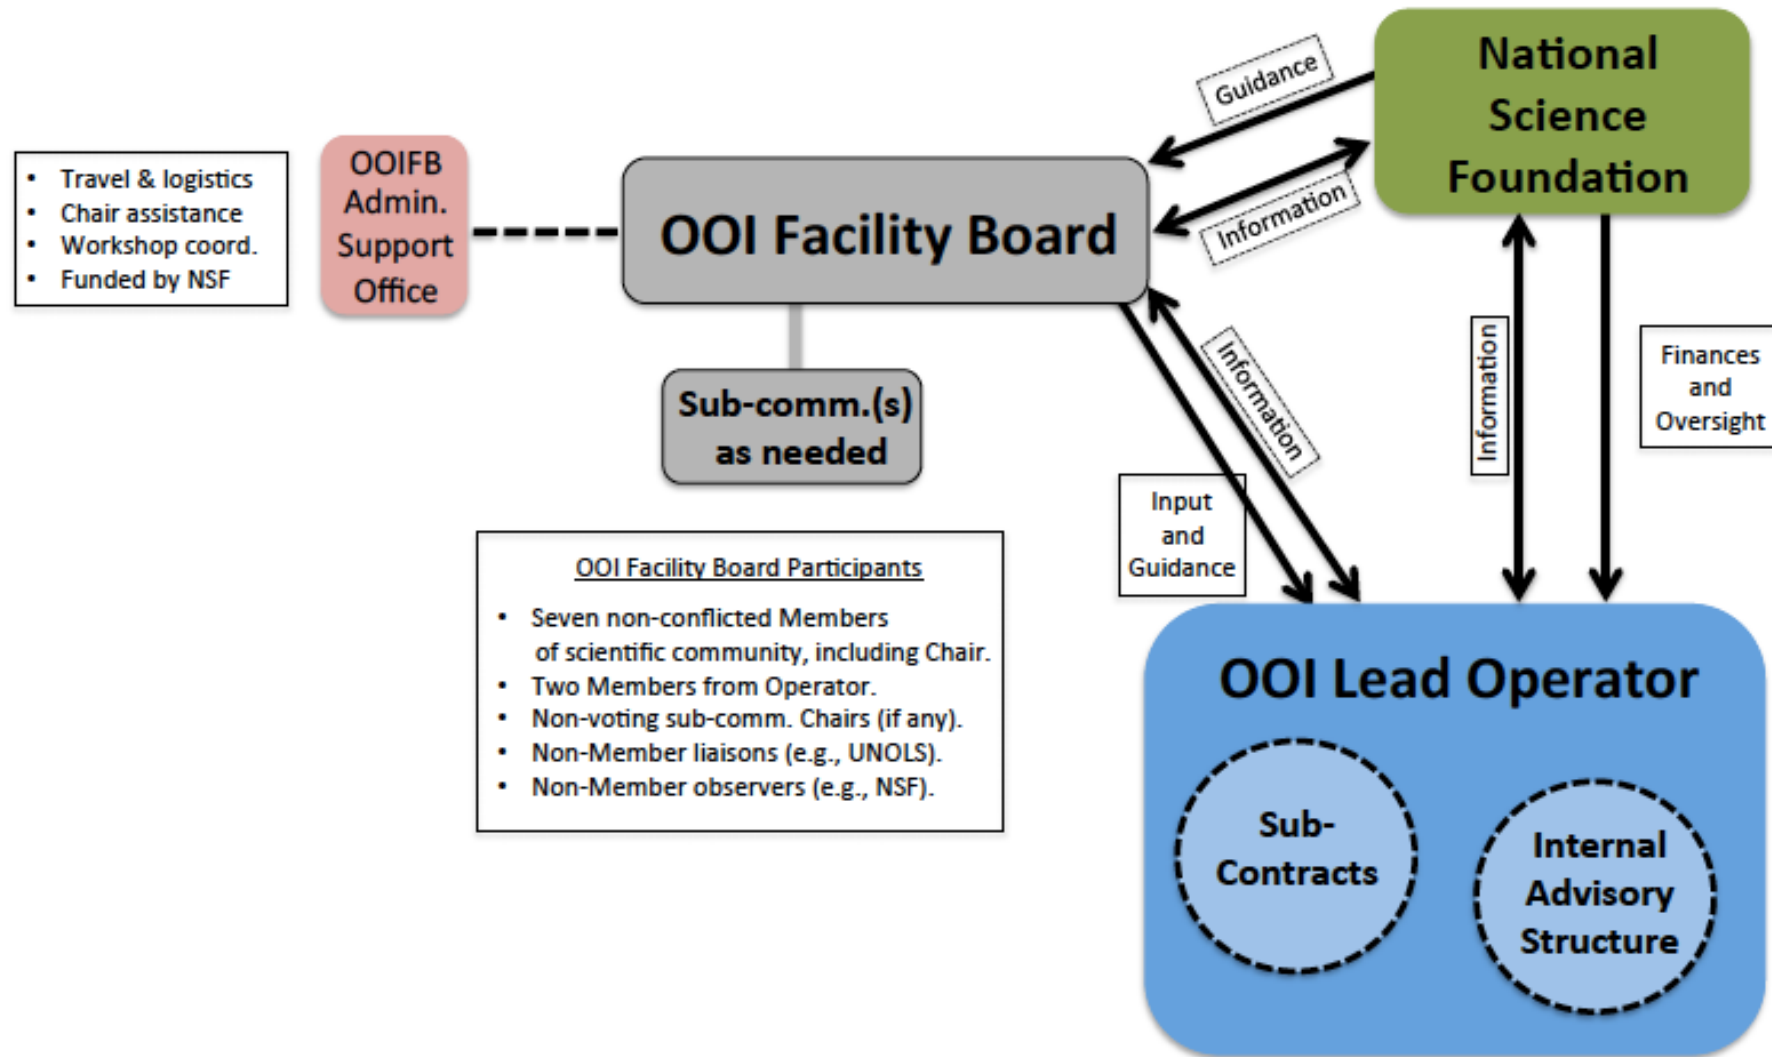 National
Science
Foundation
Guidance
Information
• Travel & logistics
• Chair assistance
• Workshop coord.
• Funded by NSF
OOIFB
Admin.
Support
Office
OOI Facility Board
Sub-comm.(s)
as needed
Information
Input
and
Guidance
Information
Finances
and
Oversight
OOI Facility Board Participants
• Seven non-conflicted Members
of scientific community, including Chair.
• Two Members from Operator.
• Non-voting sub-comm. Chairs (if any).
• Non-Member liaisons (e.g., UNOLS).
• Non-Member observers (e.g., NSF).
OOI Lead Operator
Sub-
Contracts
Internal
Advisory
Structure